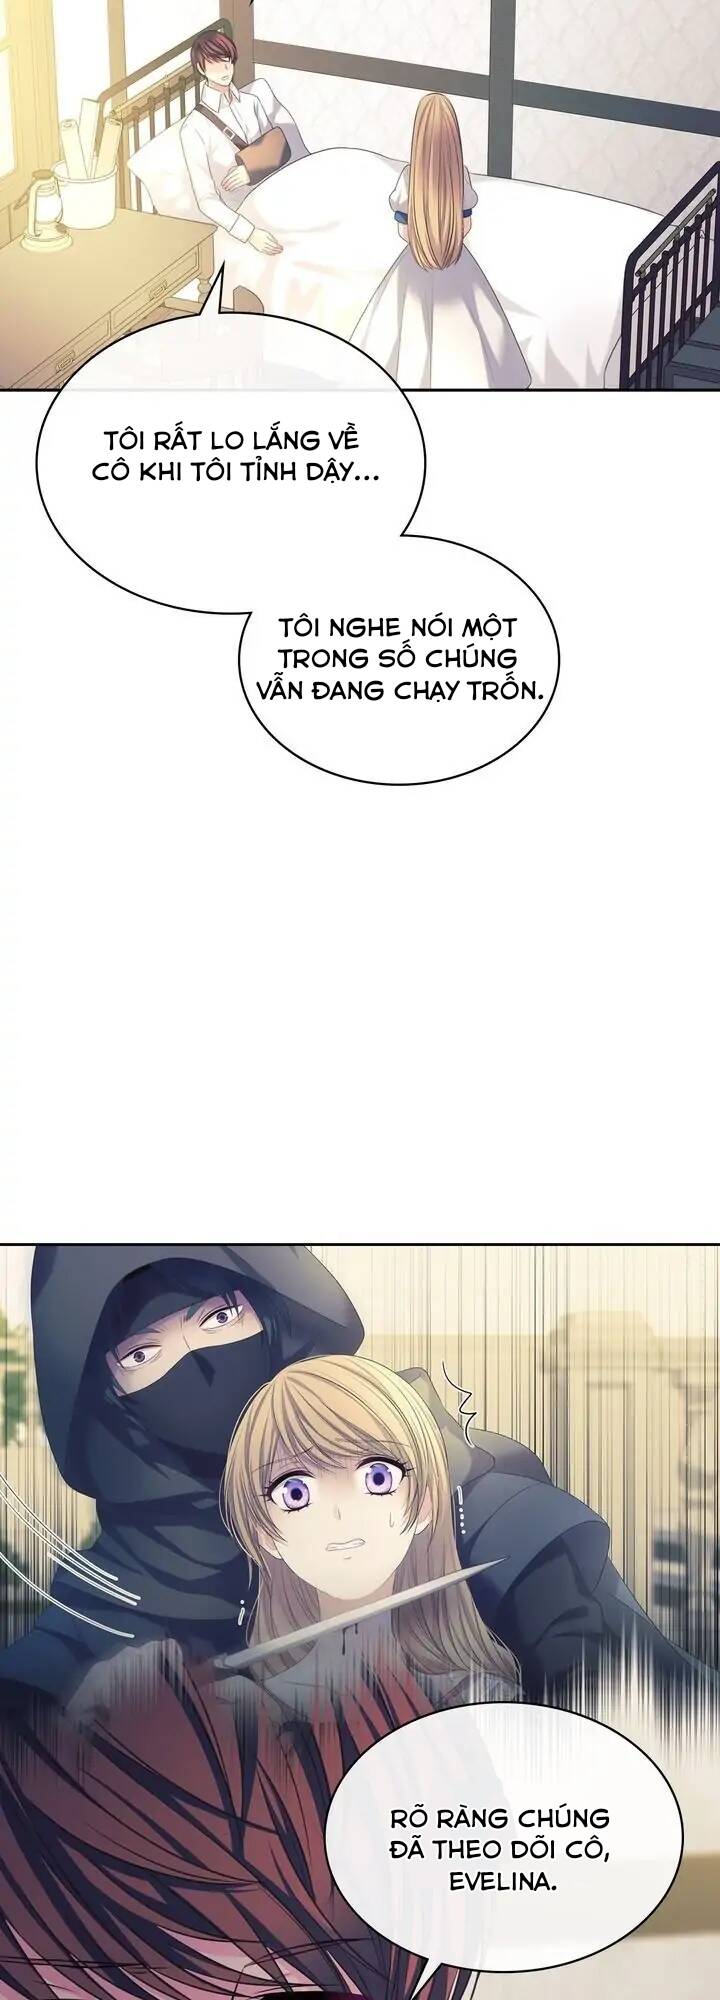 TÔI RẤT LO LẮNG VỀ
CÔ KHI TÔI TỈNH DẬY...
TÔI NGHE NÓI MỘT
TRONG SỐ CHÚNG
VẪN ĐANG CHẠY TRỐN.
RÕ RÀNG CHÚNG
ĐÃ THEO DÕI CÔ,
EVELINA.